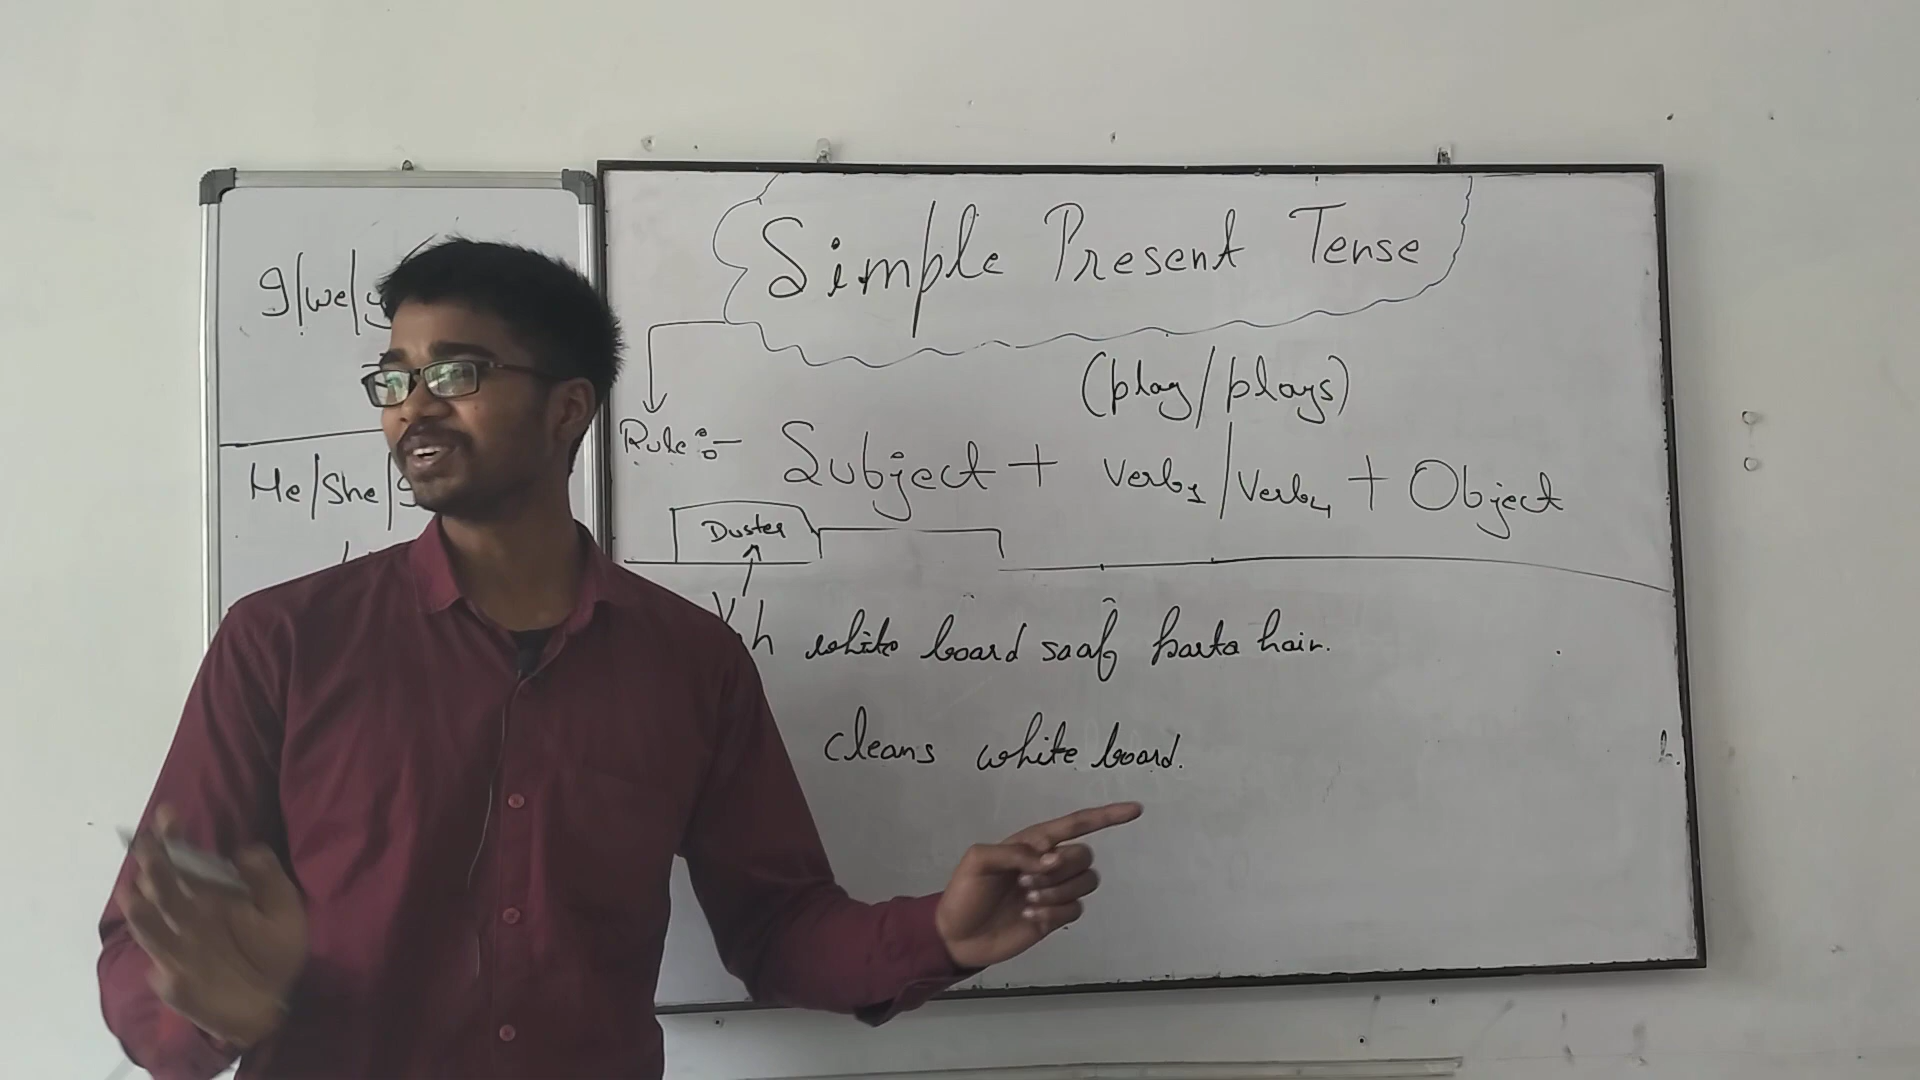 I/we/
He/She/
Simple Present Tense
(play/plays)
Rule:- Subject + Verb1/Verb4 + Object
Duster
white board saaf karta hai.
cleans white board.